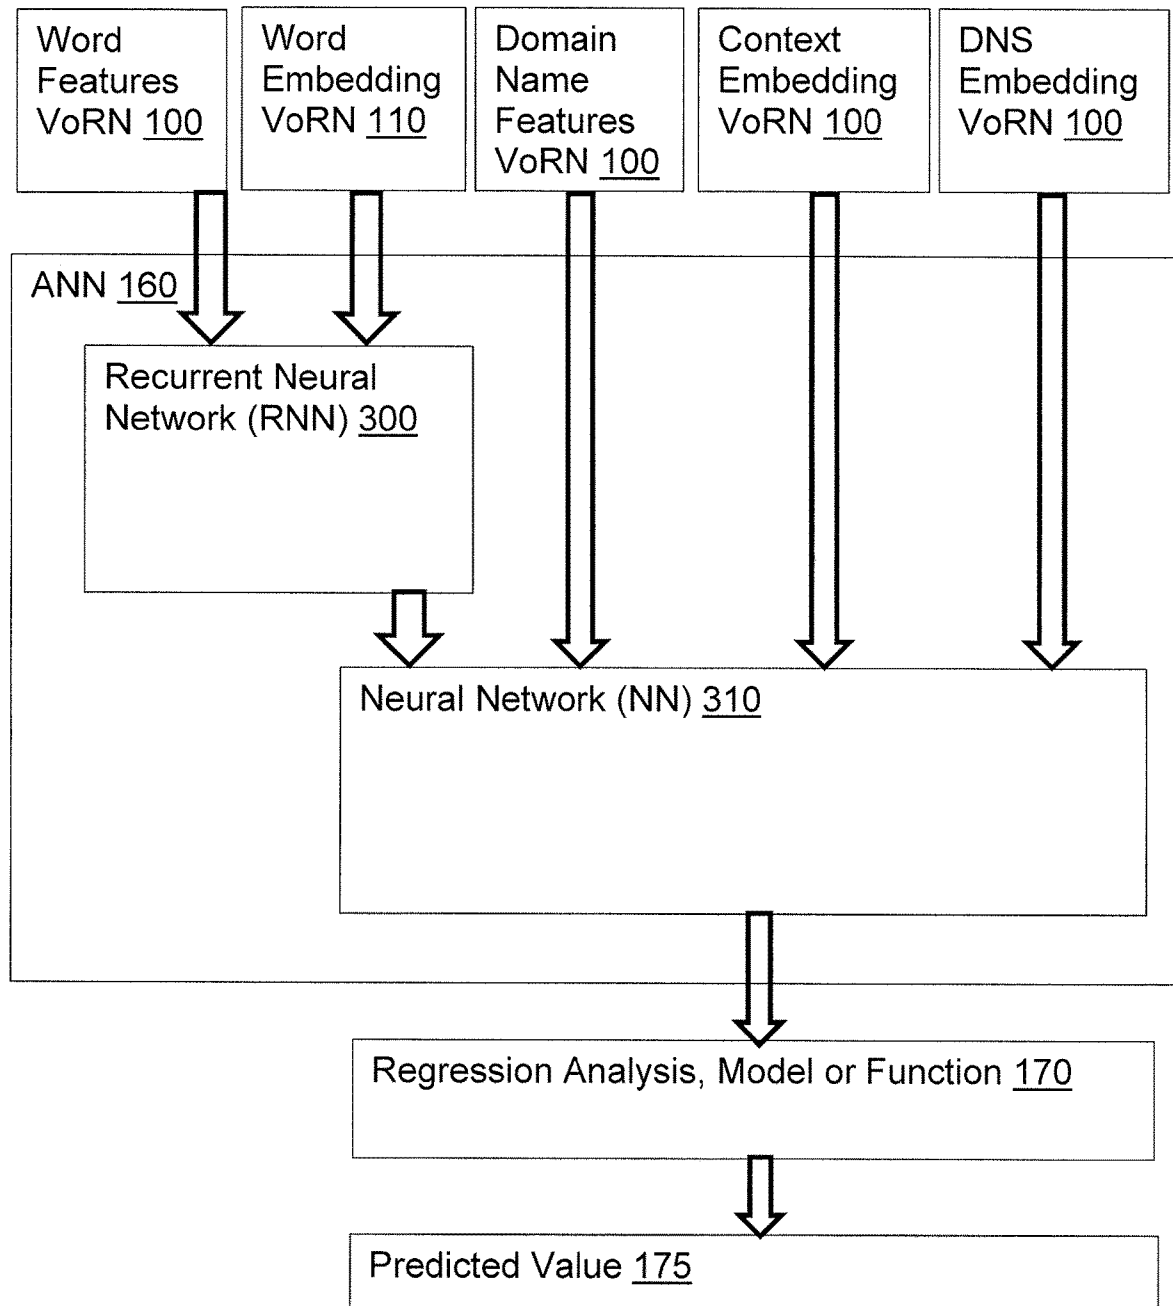 Word
Features
VoRN 100
Word
Embedding
VoRN 110
Domain
Name
Features
VoRN 100
Context
Embedding
VoRN 100
DNS
Embedding
VoRN 100
ANN 160
Recurrent Neural
Network (RNN) 300
Neural Network (NN) 310
Regression Analysis, Model or Function 170
Predicted Value 175